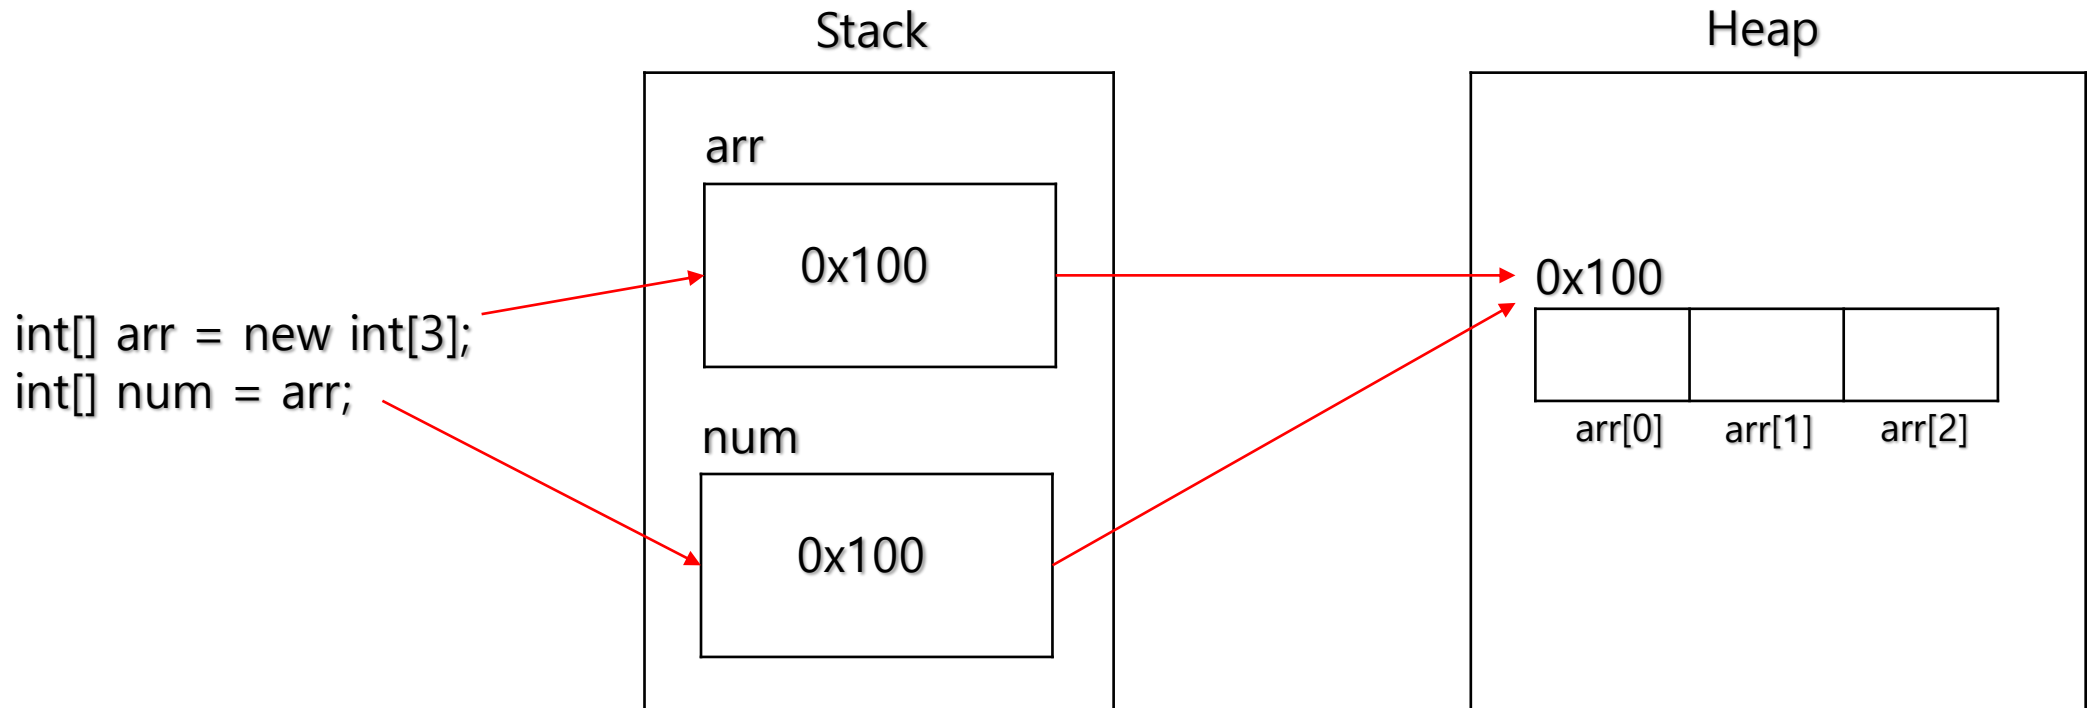 Stack
Heap
arr
0x100
0x100
int[] arr = new int[3];
int[] num = arr;
arr[0] arr[1] arr[2]
num
0x100